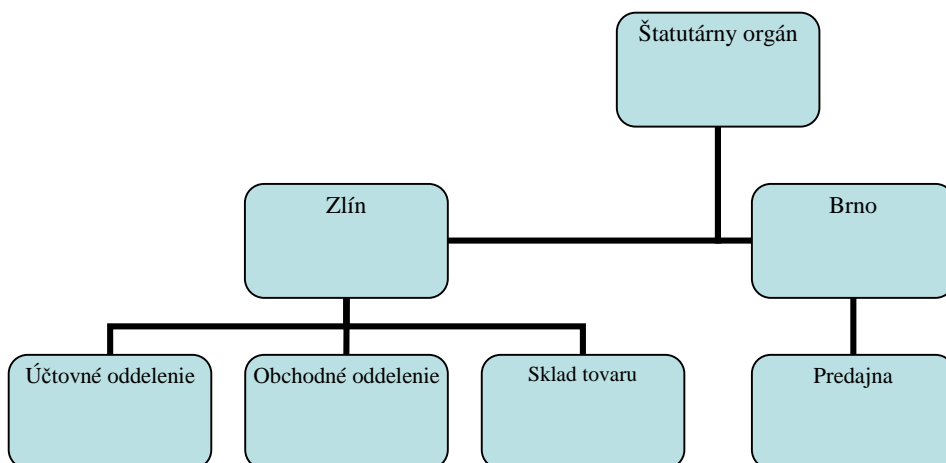 Štatutárny orgán
Zlín
Brno
Účtovné oddelenie
Obchodné oddelenie
Sklad tovaru
Predajna